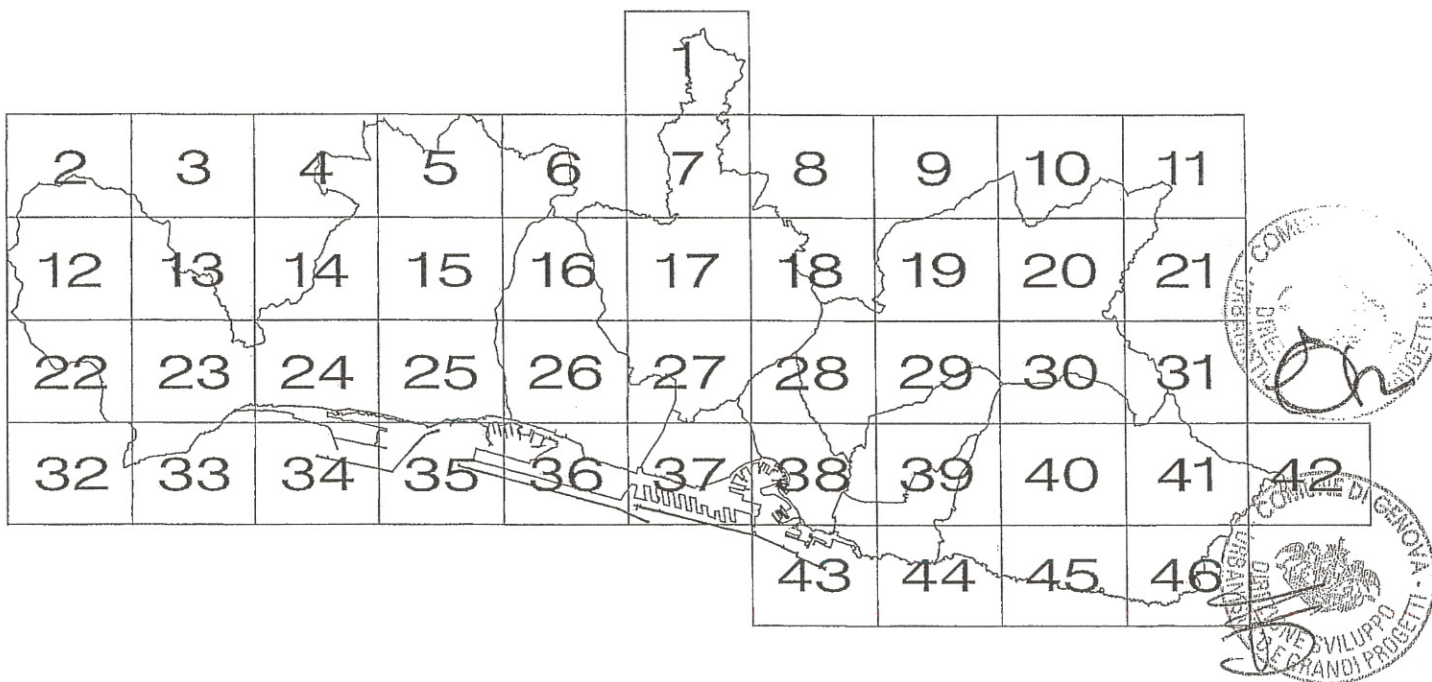 1
2 3 4 5 6 7 8 9 10 11
12 13 14 15 16 17 18 19 20 21
22 23 24 25 26 27 28 29 30 31
32 33 34 35 36 37 38 39 40 41 42
43 44 45 46
COMUNE DI GENOVA
SVILUPPO
E GRANDI PROGETTI